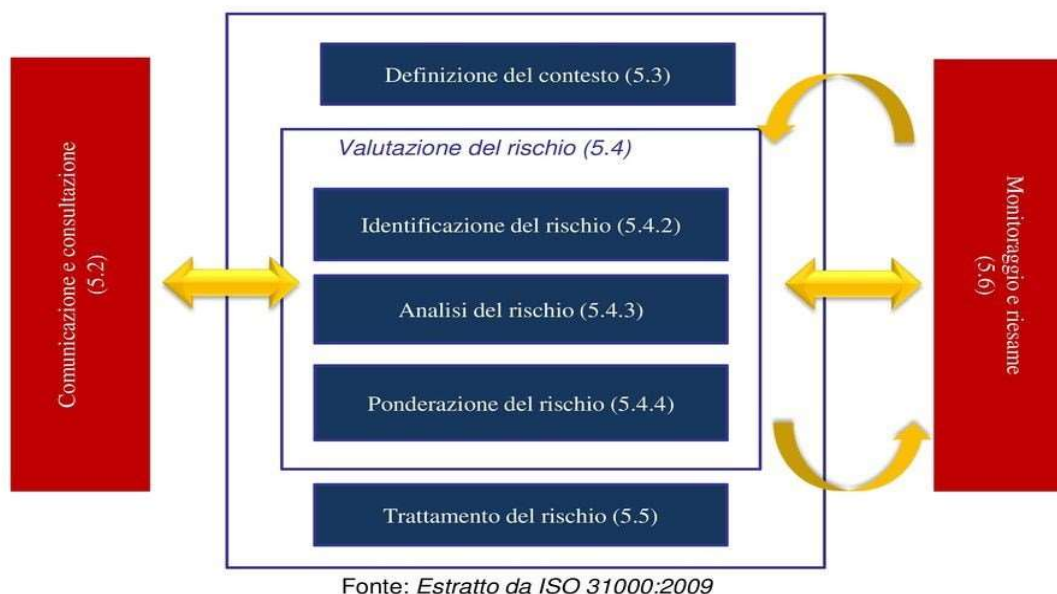 Comunicazione e consultazione
(5.2)
Definizione del contesto (5.3)
Valutazione del rischio (5.4)
Identificazione del rischio (5.4.2)
Analisi del rischio (5.4.3)
Ponderazione del rischio (5.4.4)
Trattamento del rischio (5.5)
Monitoraggio e riesame
(5.6)
Fonte: Estratto da ISO 31000:2009